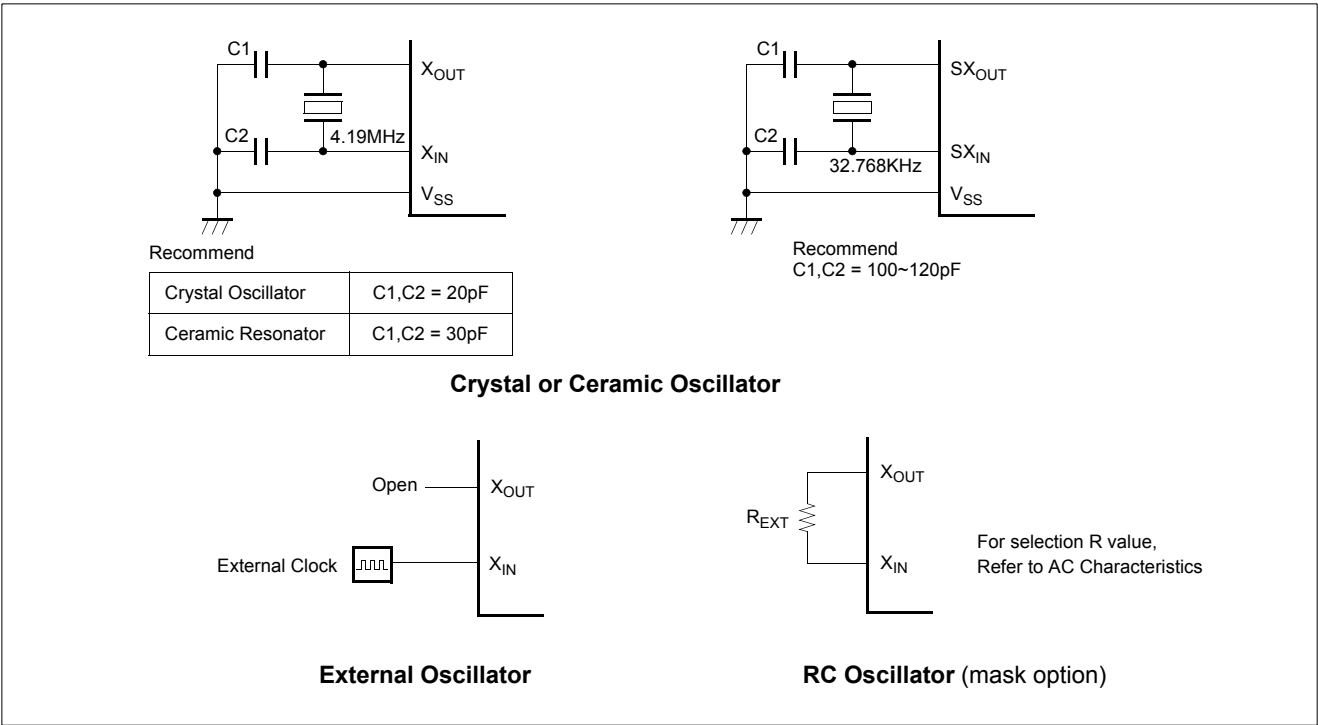 C1
X_OUT
C2
4.19MHz
X_IN
V_SS
Recommend
Crystal Oscillator C1,C2 = 20pF
Ceramic Resonator C1,C2 = 30pF
C1
SX_OUT
C2
32.768KHz
SX_IN
V_SS
Recommend
C1,C2 = 100~120pF
Crystal or Ceramic Oscillator
Open X_OUT
External Clock X_IN
External Oscillator
X_OUT
R_EXT
X_IN
For selection R value,
Refer to AC Characteristics
RC Oscillator (mask option)